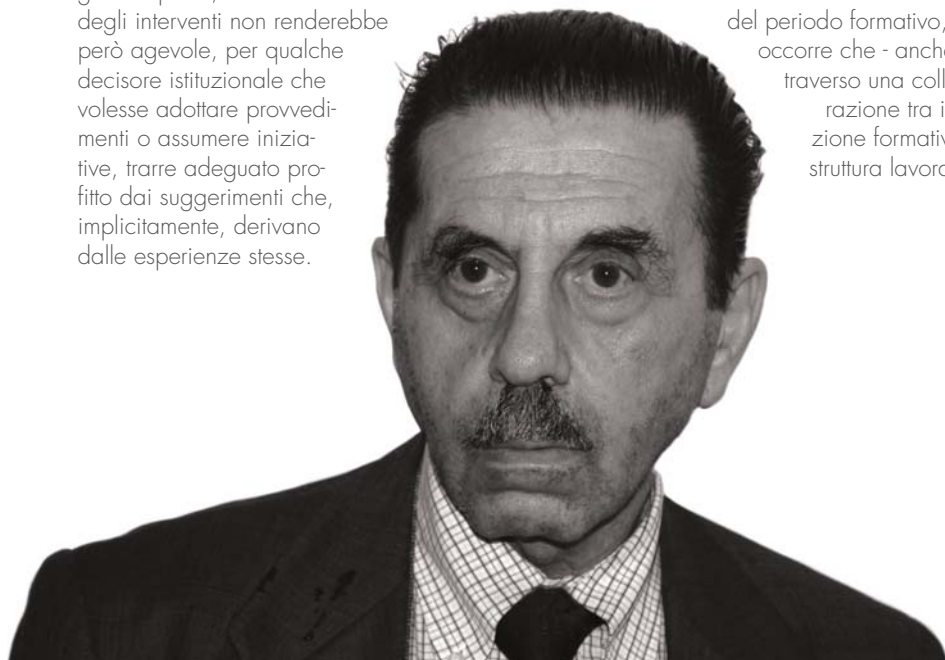 degli interventi non renderebbe
però agevole, per qualche
decisore istituzionale che
volesse adottare provvedi-
menti o assumere inizia-
tive, trarre adeguato pro-
fitto dai suggerimenti che,
implicitamente, derivano
dalle esperienze stesse.
del periodo formativo,
occorre che - anche
traverso una coll
razione tra i
zione formativ
struttura lavora